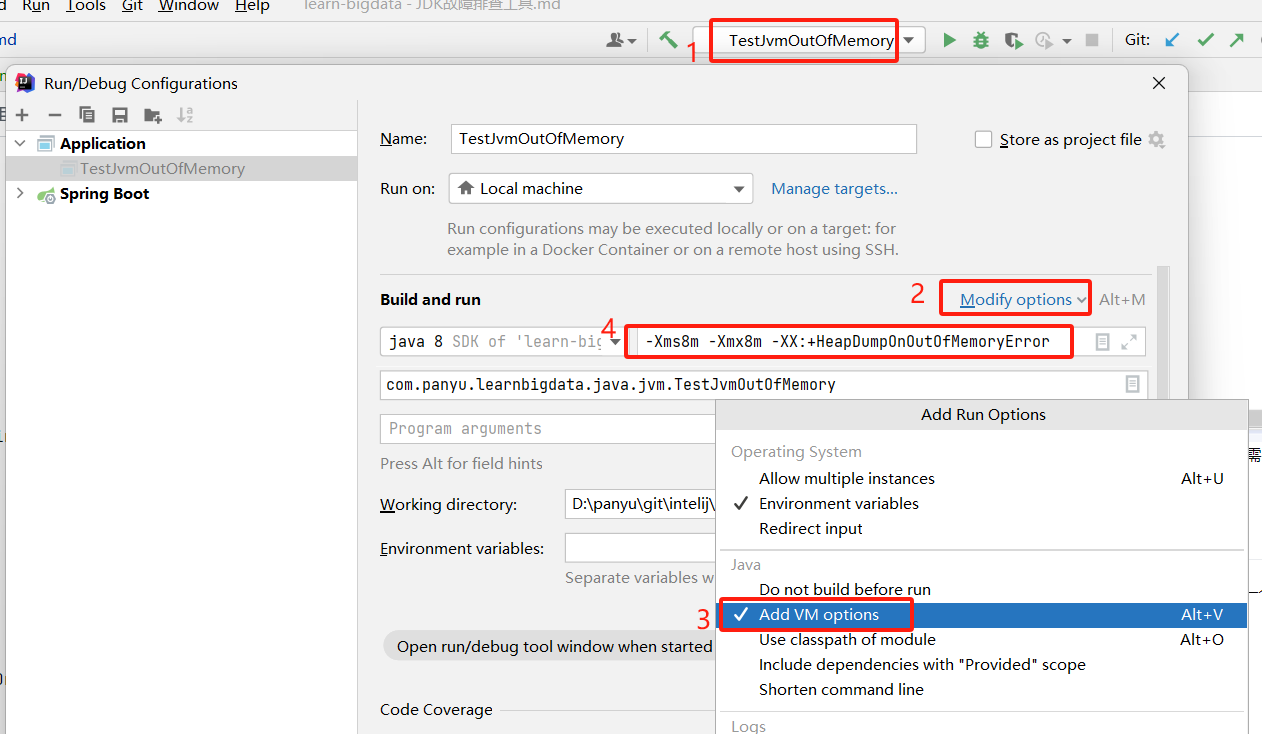 Run Tools Git Window Help learn-bigdata - JDK故障排查工具.md
md
1 TestJvmOutOfMemory Git:
Run/Debug Configurations
Application
TestJvmOutOfMemory
Spring Boot
Name: TestJvmOutOfMemory Store as project file
Run on: Local machine Manage targets...
Run configurations may be executed locally or on a target: for
example in a Docker Container or on a remote host using SSH.
Build and run 2 Modify options Alt+M
java 8 SDK of 'learn-big 4 -Xms8m -Xmx8m -XX:+HeapDumpOnOutOfMemoryError
com.panyu.learnbigdata.java.jvm.TestJvmOutOfMemory
Program arguments
Press Alt for field hints
Working directory: D:\panyu\git\intelij\
Environment variables:
Separate variables w
Open run/debug tool window when started
Code Coverage
Add Run Options
Operating System
Allow multiple instances Alt+U
Environment variables
Redirect input
Java
Do not build before run
3 Add VM options Alt+V
Use classpath of module Alt+O
Include dependencies with "Provided" scope
Shorten command line
Logs
需